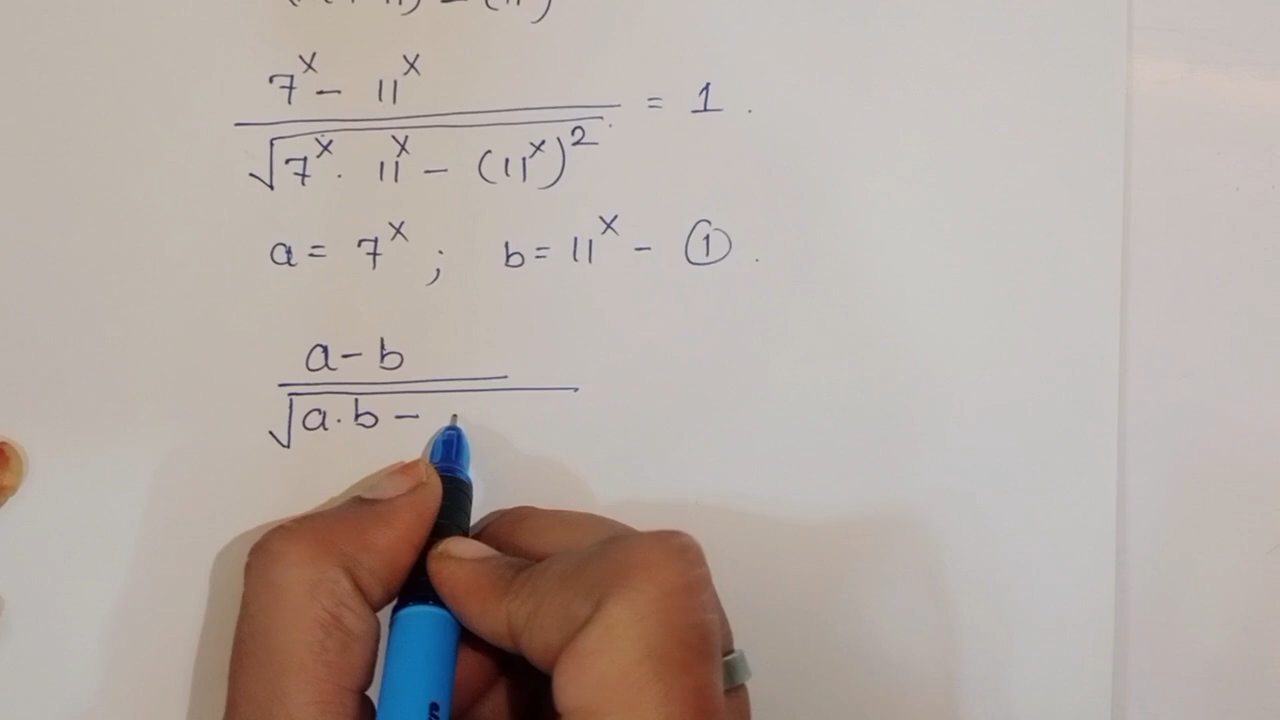 7^x - 11^x
———————— = 1 .
√7^x · 11^x - (11^x)^2
a = 7^x ; b = 11^x - ① .
a - b
√a·b -